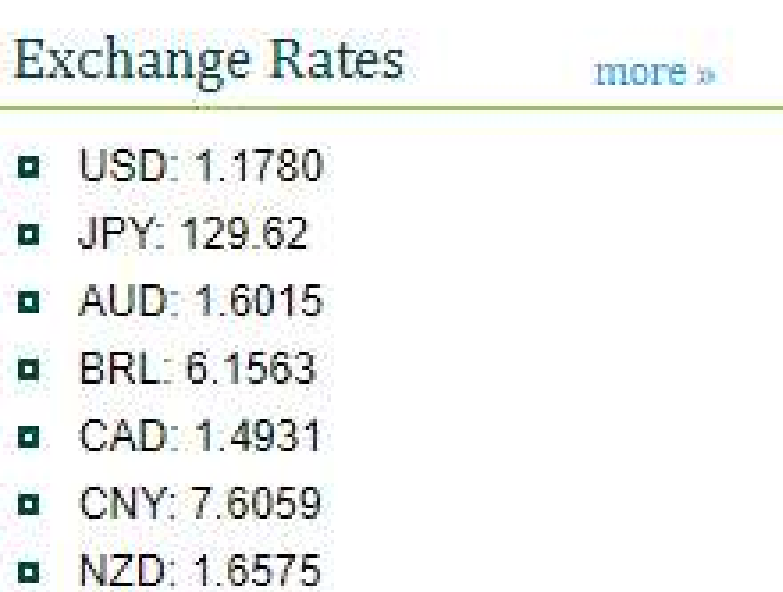 Exchange Rates more »
USD: 1.1780
JPY: 129.62
AUD: 1.6015
BRL: 6.1563
CAD: 1.4931
CNY: 7.6059
NZD: 1.6575